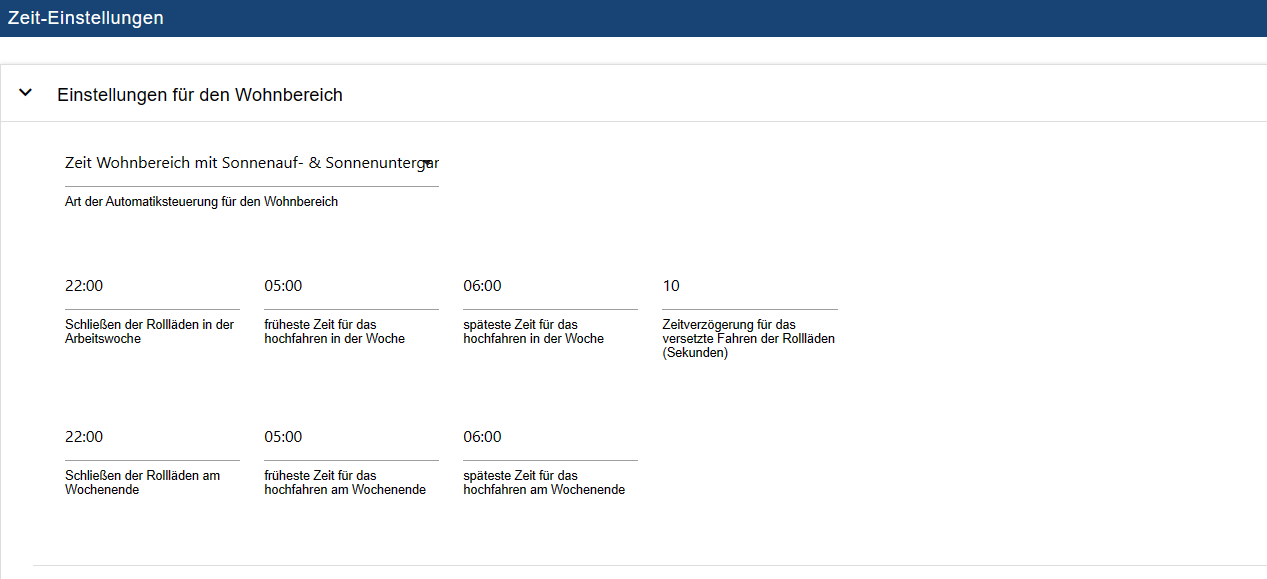 Zeit-Einstellungen
Einstellungen für den Wohnbereich
Zeit Wohnbereich mit Sonnenauf- & Sonnenuntergar
Art der Automatiksteuerung für den Wohnbereich
22:00
05:00
06:00
10
Schließen der Rollläden in der
Arbeitswoche
früheste Zeit für das
hochfahren in der Woche
späteste Zeit für das
hochfahren in der Woche
Zeitverzögerung für das
versetzte Fahren der Rollläden
(Sekunden)
22:00
05:00
06:00
Schließen der Rollläden am
Wochenende
früheste Zeit für das
hochfahren am Wochenende
späteste Zeit für das
hochfahren am Wochenende